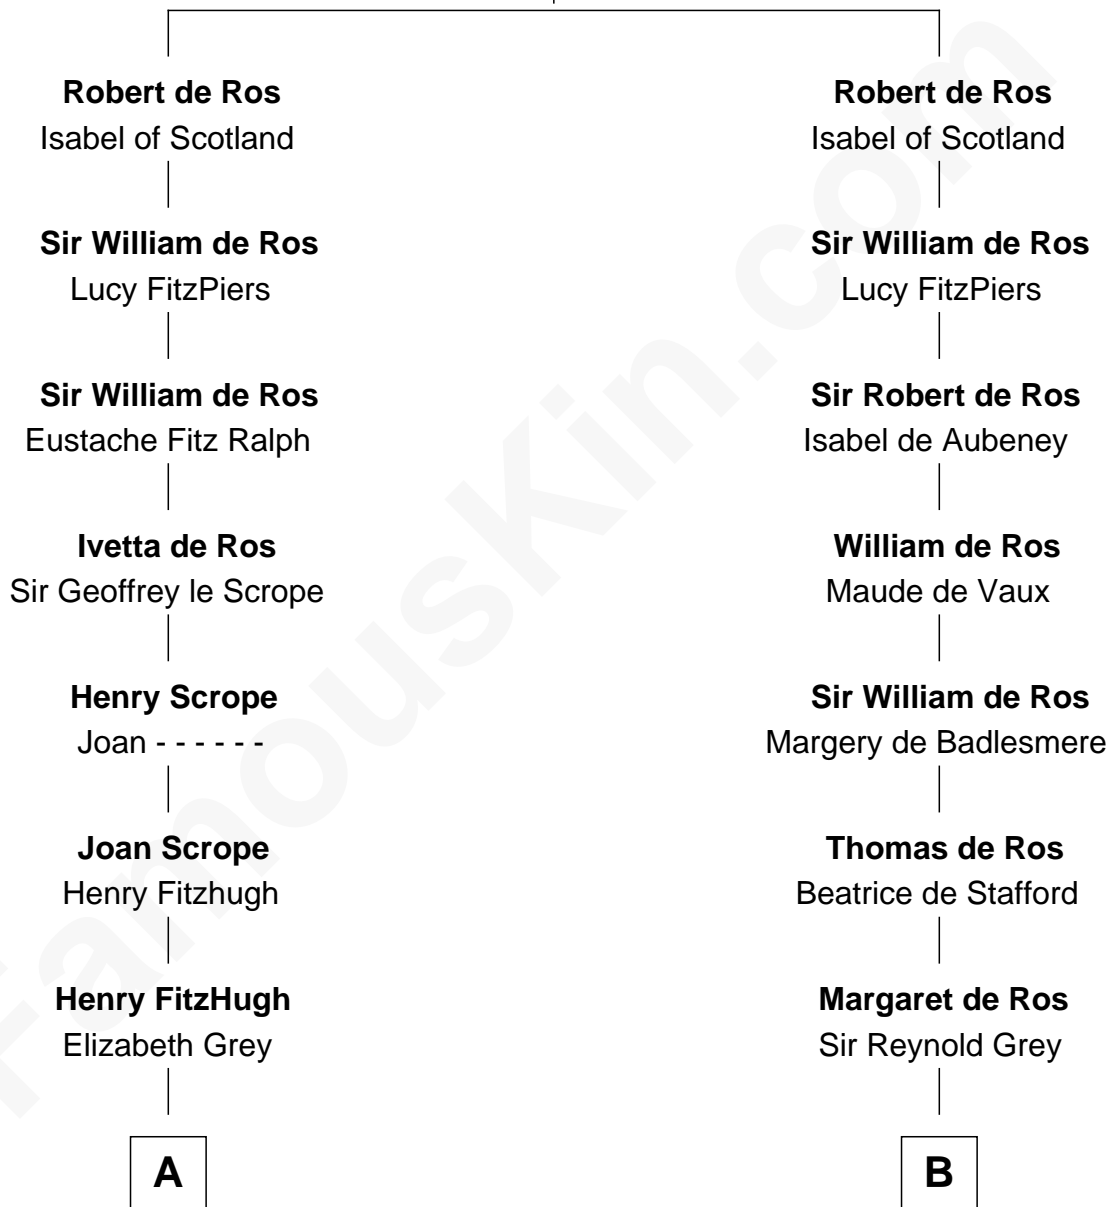 Robert de Ros
Isabel of Scotland
Sir William de Ros
Lucy FitzPiers
Sir William de Ros
Eustache Fitz Ralph
Ivetta de Ros
Sir Geoffrey le Scrope
Henry Scrope
Joan - - - - - -
Joan Scrope
Henry Fitzhugh
Henry FitzHugh
Elizabeth Grey
A
Robert de Ros
Isabel of Scotland
Sir William de Ros
Lucy FitzPiers
Sir Robert de Ros
Isabel de Aubeney
William de Ros
Maude de Vaux
Sir William de Ros
Margery de Badlesmere
Thomas de Ros
Beatrice de Stafford
Margaret de Ros
Sir Reynold Grey
B
FamousKin.com